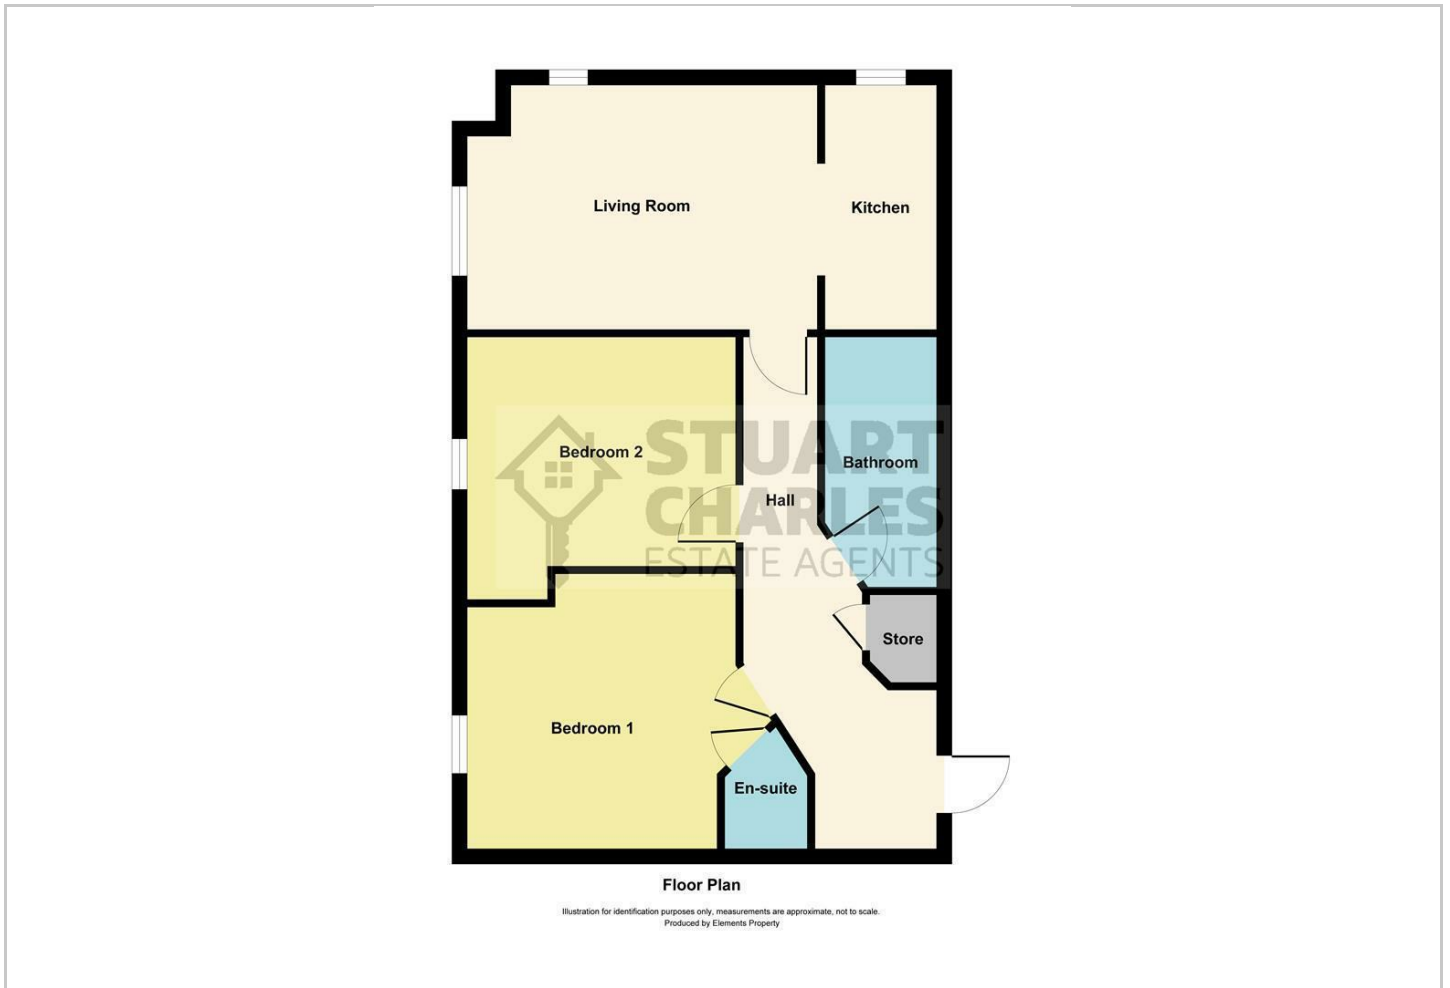 Living Room
Kitchen
Bedroom 2
STUART
CHARLES
ESTATE AGENTS
Bathroom
Hall
Store
Bedroom 1
En-suite
Floor Plan
Illustration for identification purposes only, measurements are approximate, not to scale.
Produced by Elements Property